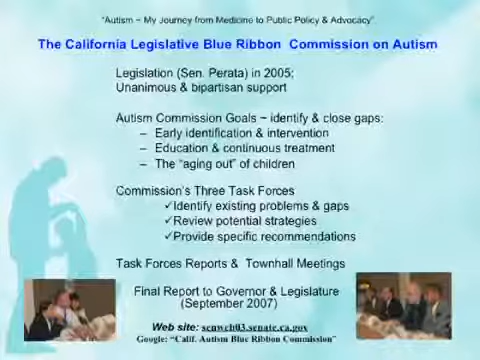 "Autism ~ My Journey from Medicine to Public Policy & Advocacy"
The California Legislative Blue Ribbon Commission on Autism
Legislation (Sen. Perata) in 2005;
Unanimous & bipartisan support
Autism Commission Goals ~ identify & close gaps:
– Early identification & intervention
– Education & continuous treatment
– The "aging out" of children
Commission's Three Task Forces
✓Identify existing problems & gaps
✓Review potential strategies
✓Provide specific recommendations
Task Forces Reports & Townhall Meetings
Final Report to Governor & Legislature
(September 2007)
Web site: senweb03.senate.ca.gov
Google: "Calif. Autism Blue Ribbon Commission"